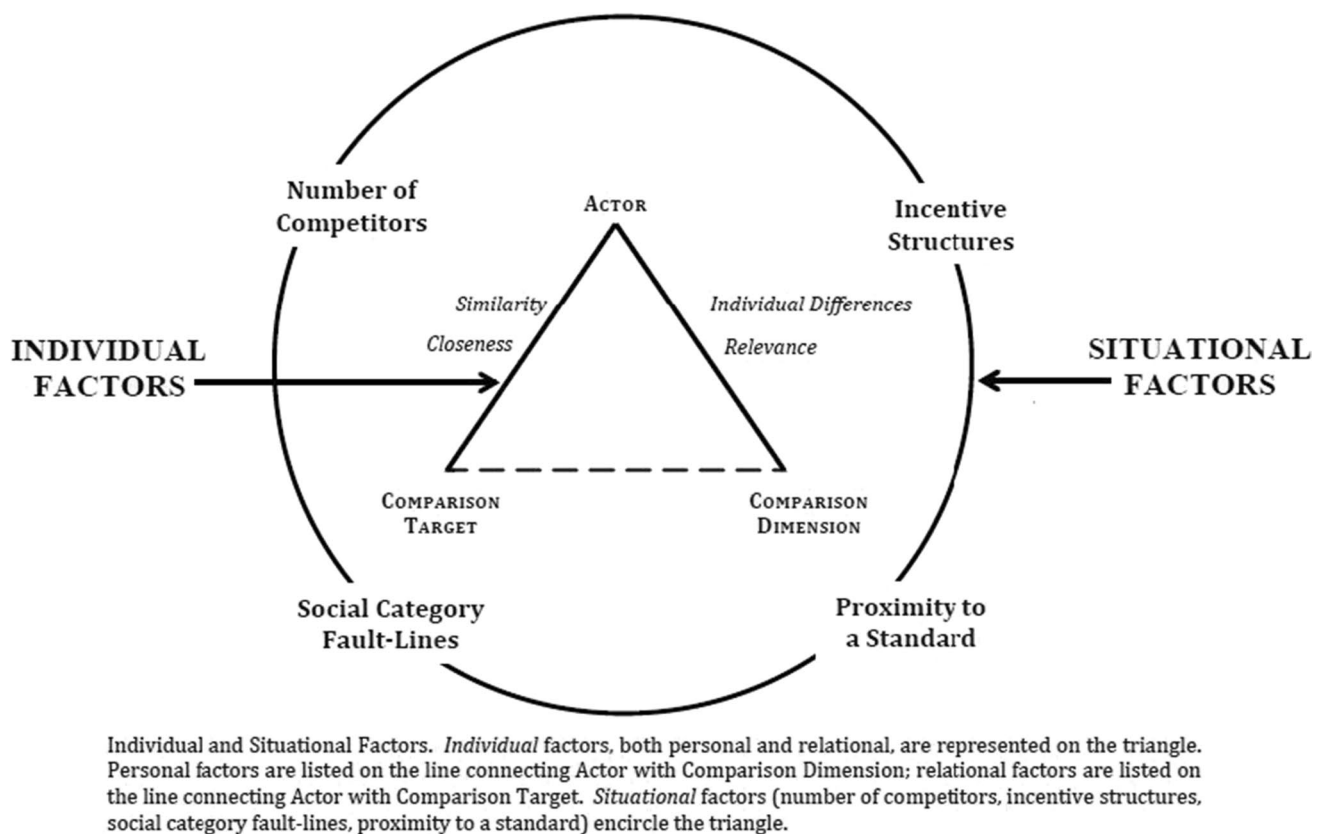 Number of
Competitors
ACTOR
Incentive
Structures
Similarity
Closeness
Individual Differences
Relevance
INDIVIDUAL
FACTORS
SITUATIONAL
FACTORS
COMPARISON
TARGET
COMPARISON
DIMENSION
Social Category
Fault-Lines
Proximity to
a Standard
Individual and Situational Factors. Individual factors, both personal and relational, are represented on the triangle.
Personal factors are listed on the line connecting Actor with Comparison Dimension; relational factors are listed on
the line connecting Actor with Comparison Target. Situational factors (number of competitors, incentive structures,
social category fault-lines, proximity to a standard) encircle the triangle.